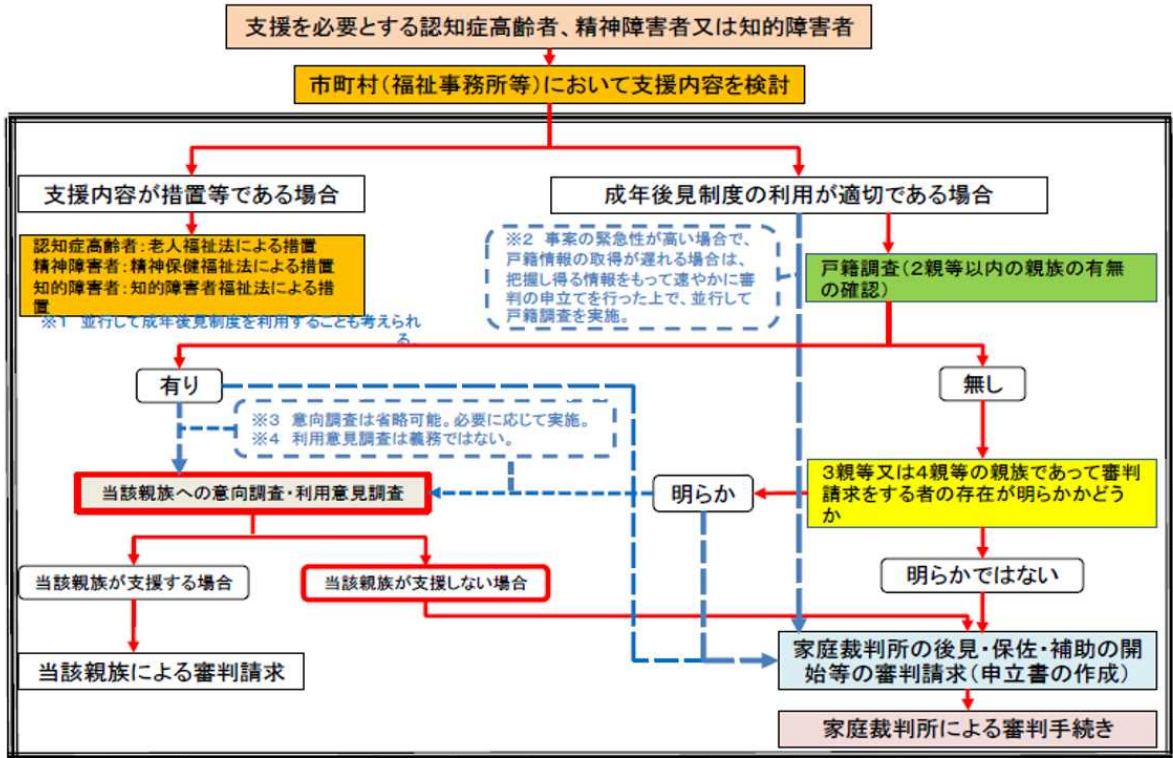 支援を必要とする認知症高齢者、精神障害者又は知的障害者
市町村(福祉事務所等)において支援内容を検討
支援内容が措置等である場合
成年後見制度の利用が適切である場合
認知症高齢者:老人福祉法による措置
精神障害者:精神保健福祉法による措置
知的障害者:知的障害者福祉法による措
置
※1 並行して成年後見制度を利用することも考えられ
る。
※2 事案の緊急性が高い場合で、
戸籍情報の取得が遅れる場合は、
把握し得る情報をもって速やかに審
判の申立てを行った上で、並行して
戸籍調査を実施。
戸籍調査(2親等以内の親族の有無
の確認)
有り
無し
※3 意向調査は省略可能。必要に応じて実施。
※4 利用意見調査は義務ではない。
当該親族への意向調査・利用意見調査
明らか
3親等又は4親等の親族であって審判
請求をする者の存在が明らかかどう
か
当該親族が支援する場合
当該親族が支援しない場合
明らかではない
当該親族による審判請求
家庭裁判所の後見・保佐・補助の開
始等の審判請求(申立書の作成)
家庭裁判所による審判手続き